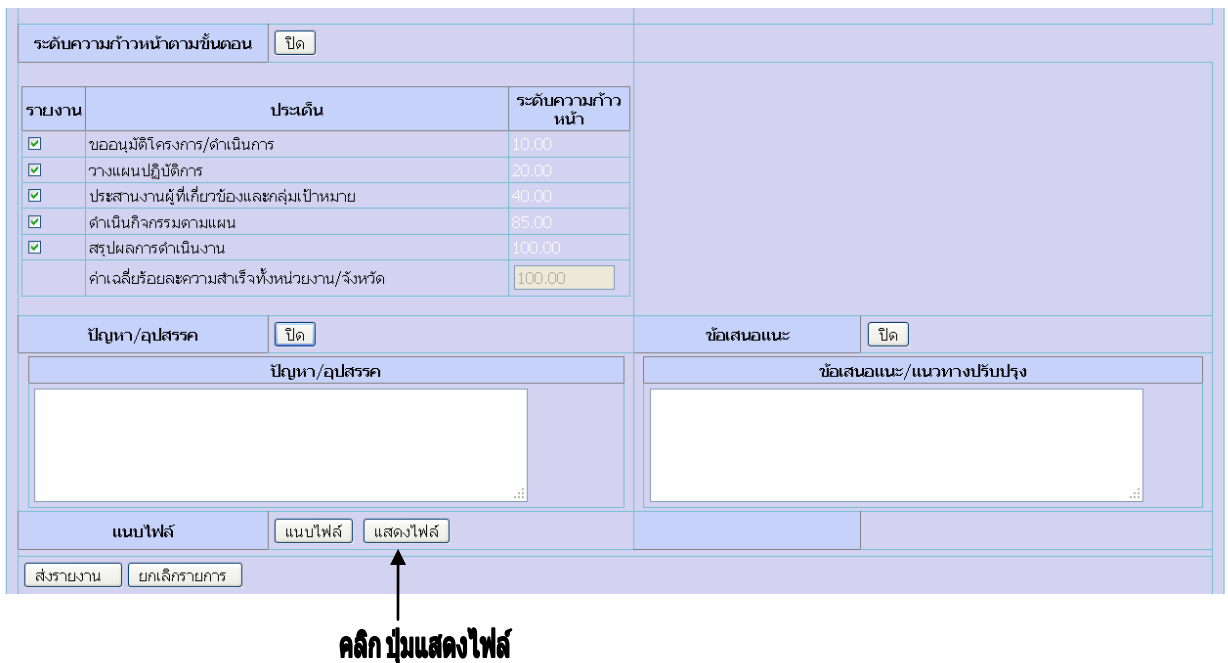 ระดับความก้าวหน้าตามขั้นตอน ปิด
รายงาน ประเด็น ระดับความก้าว
หน้า
ขออนุมัติโครงการ/ดำเนินการ 10.00
วางแผนปฏิบัติการ 20.00
ประสานงานผู้ที่เกี่ยวข้องและกลุ่มเป้าหมาย 40.00
ดำเนินกิจกรรมตามแผน 85.00
สรุปผลการดำเนินงาน 100.00
ค่าเฉลี่ยร้อยละความสำเร็จทั้งหน่วยงาน/จังหวัด 100.00
ปัญหา/อุปสรรค ปิด ข้อเสนอแนะ ปิด
ปัญหา/อุปสรรค ข้อเสนอแนะ/แนวทางปรับปรุง
แนบไฟล์ แนบไฟล์ แสดงไฟล์
ส่งรายงาน ยกเลิกรายการ
คลิก ปุ่มแสดงไฟล์